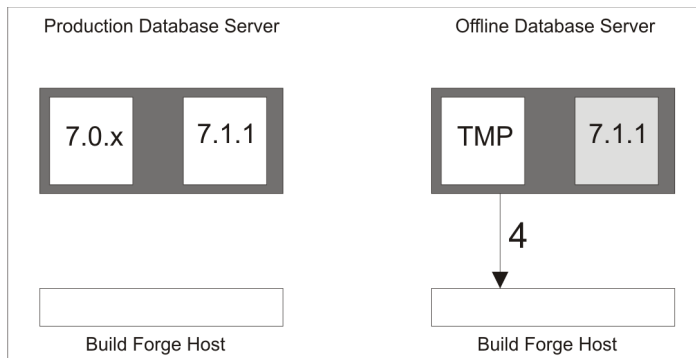 Production Database Server
Offline Database Server
7.0.x
7.1.1
TMP
7.1.1
4
Build Forge Host
Build Forge Host